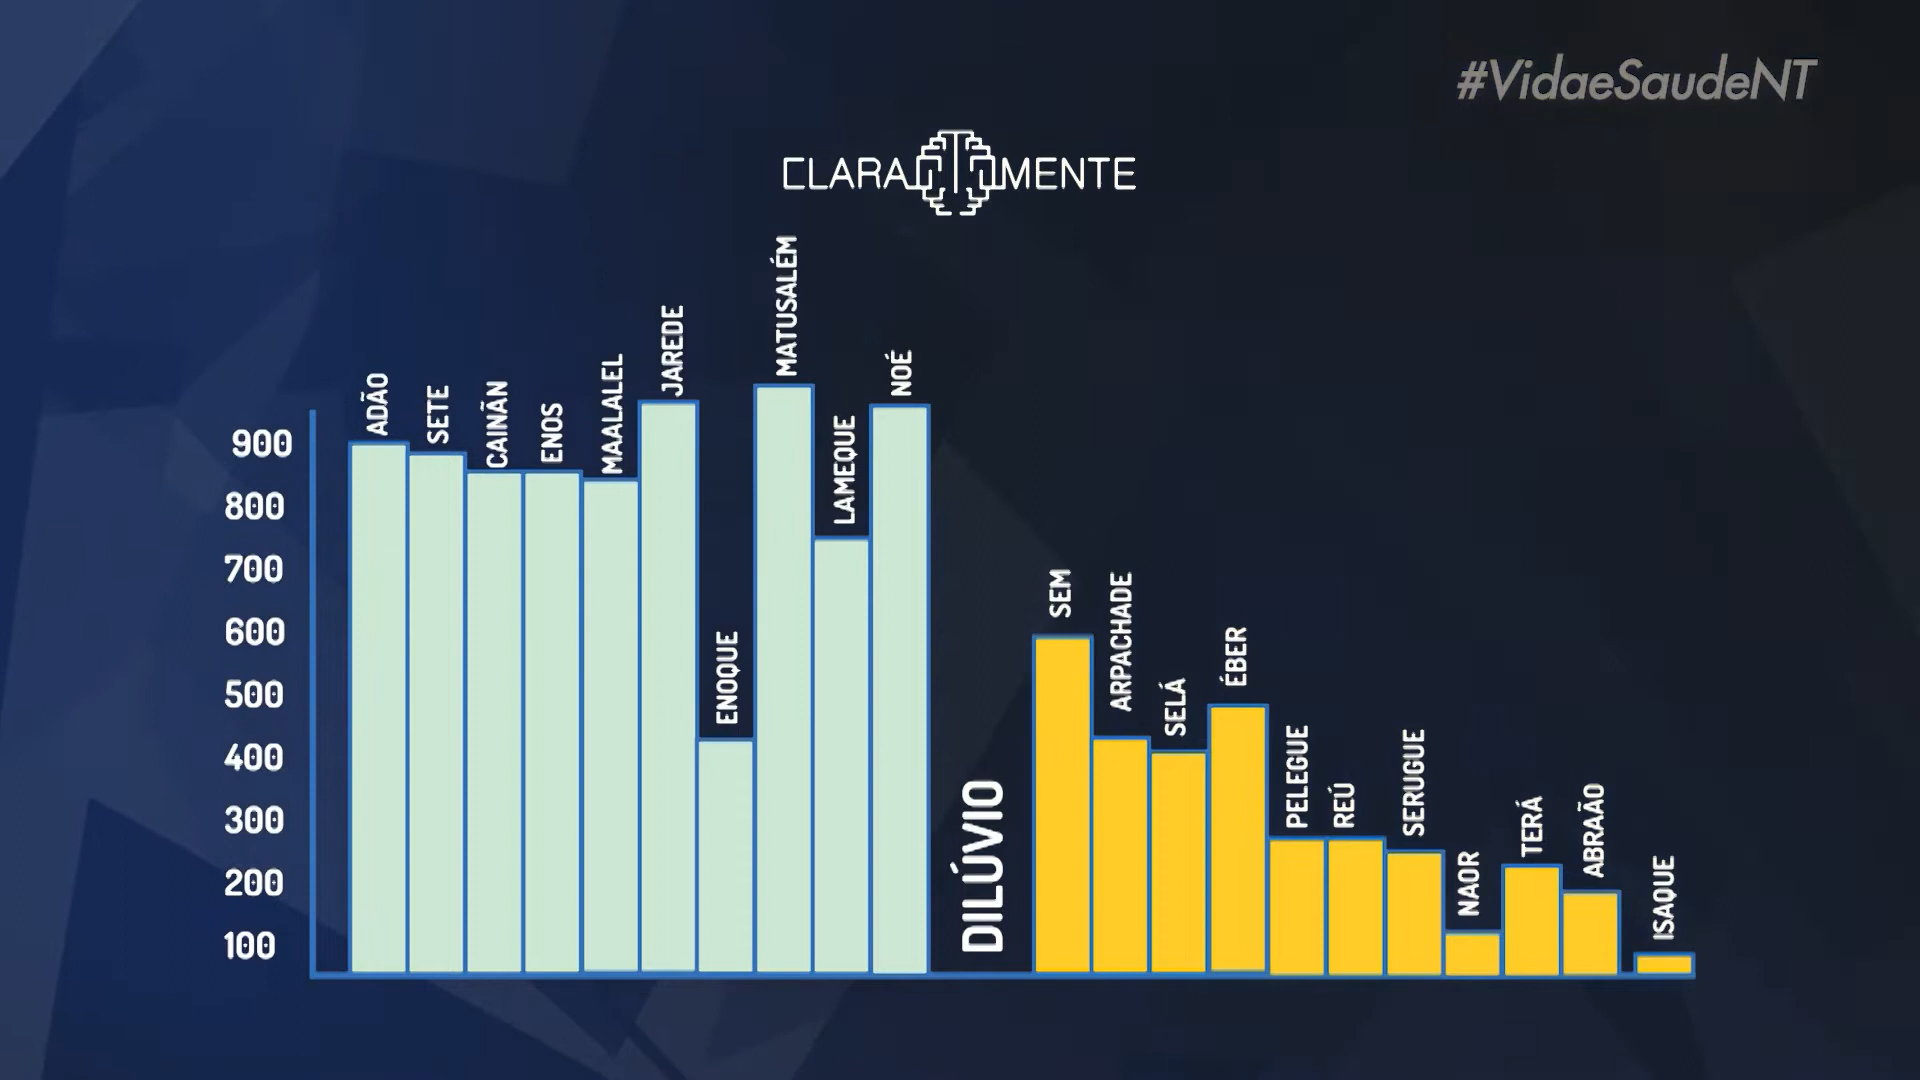 #VidaeSaudeNT
CLARAMENTE
900
800
700
600
500
400
300
200
100
ADÃO
SETE
CAINÃN
ENOS
MAALALEL
JAREDE
ENOQUE
MATUSALÉM
LAMEQUE
NOÉ
DILÚVIO
SEM
ARPACHADE
SELÁ
ÉBER
PELEGUE
REÚ
SERUGUE
NAOR
TERÁ
ABRAÃO
ISAQUE